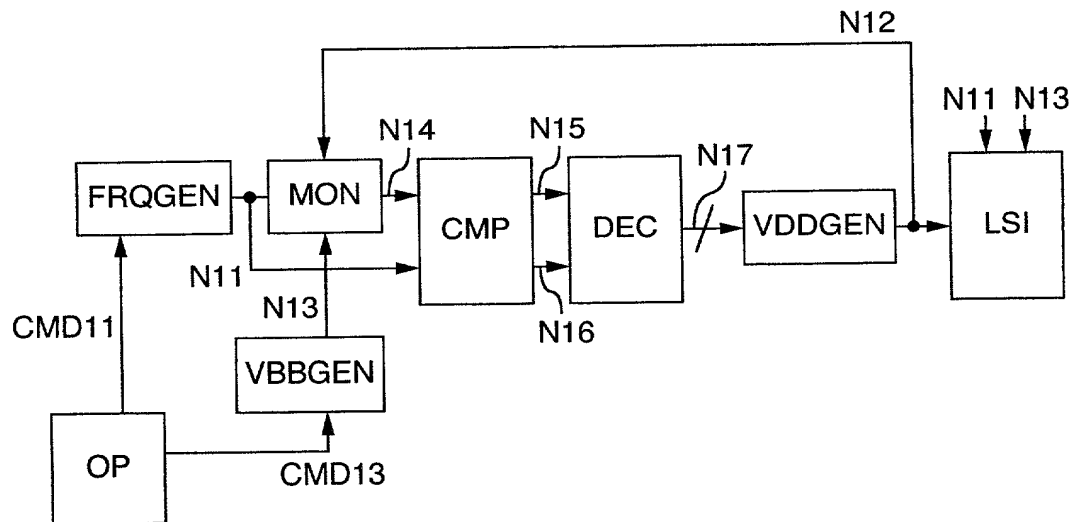 N12
N11 N13
N14
N15
N17
FRQGEN
MON
CMP
DEC
VDDGEN
LSI
N11
N13
N16
CMD11
VBBGEN
OP
CMD13